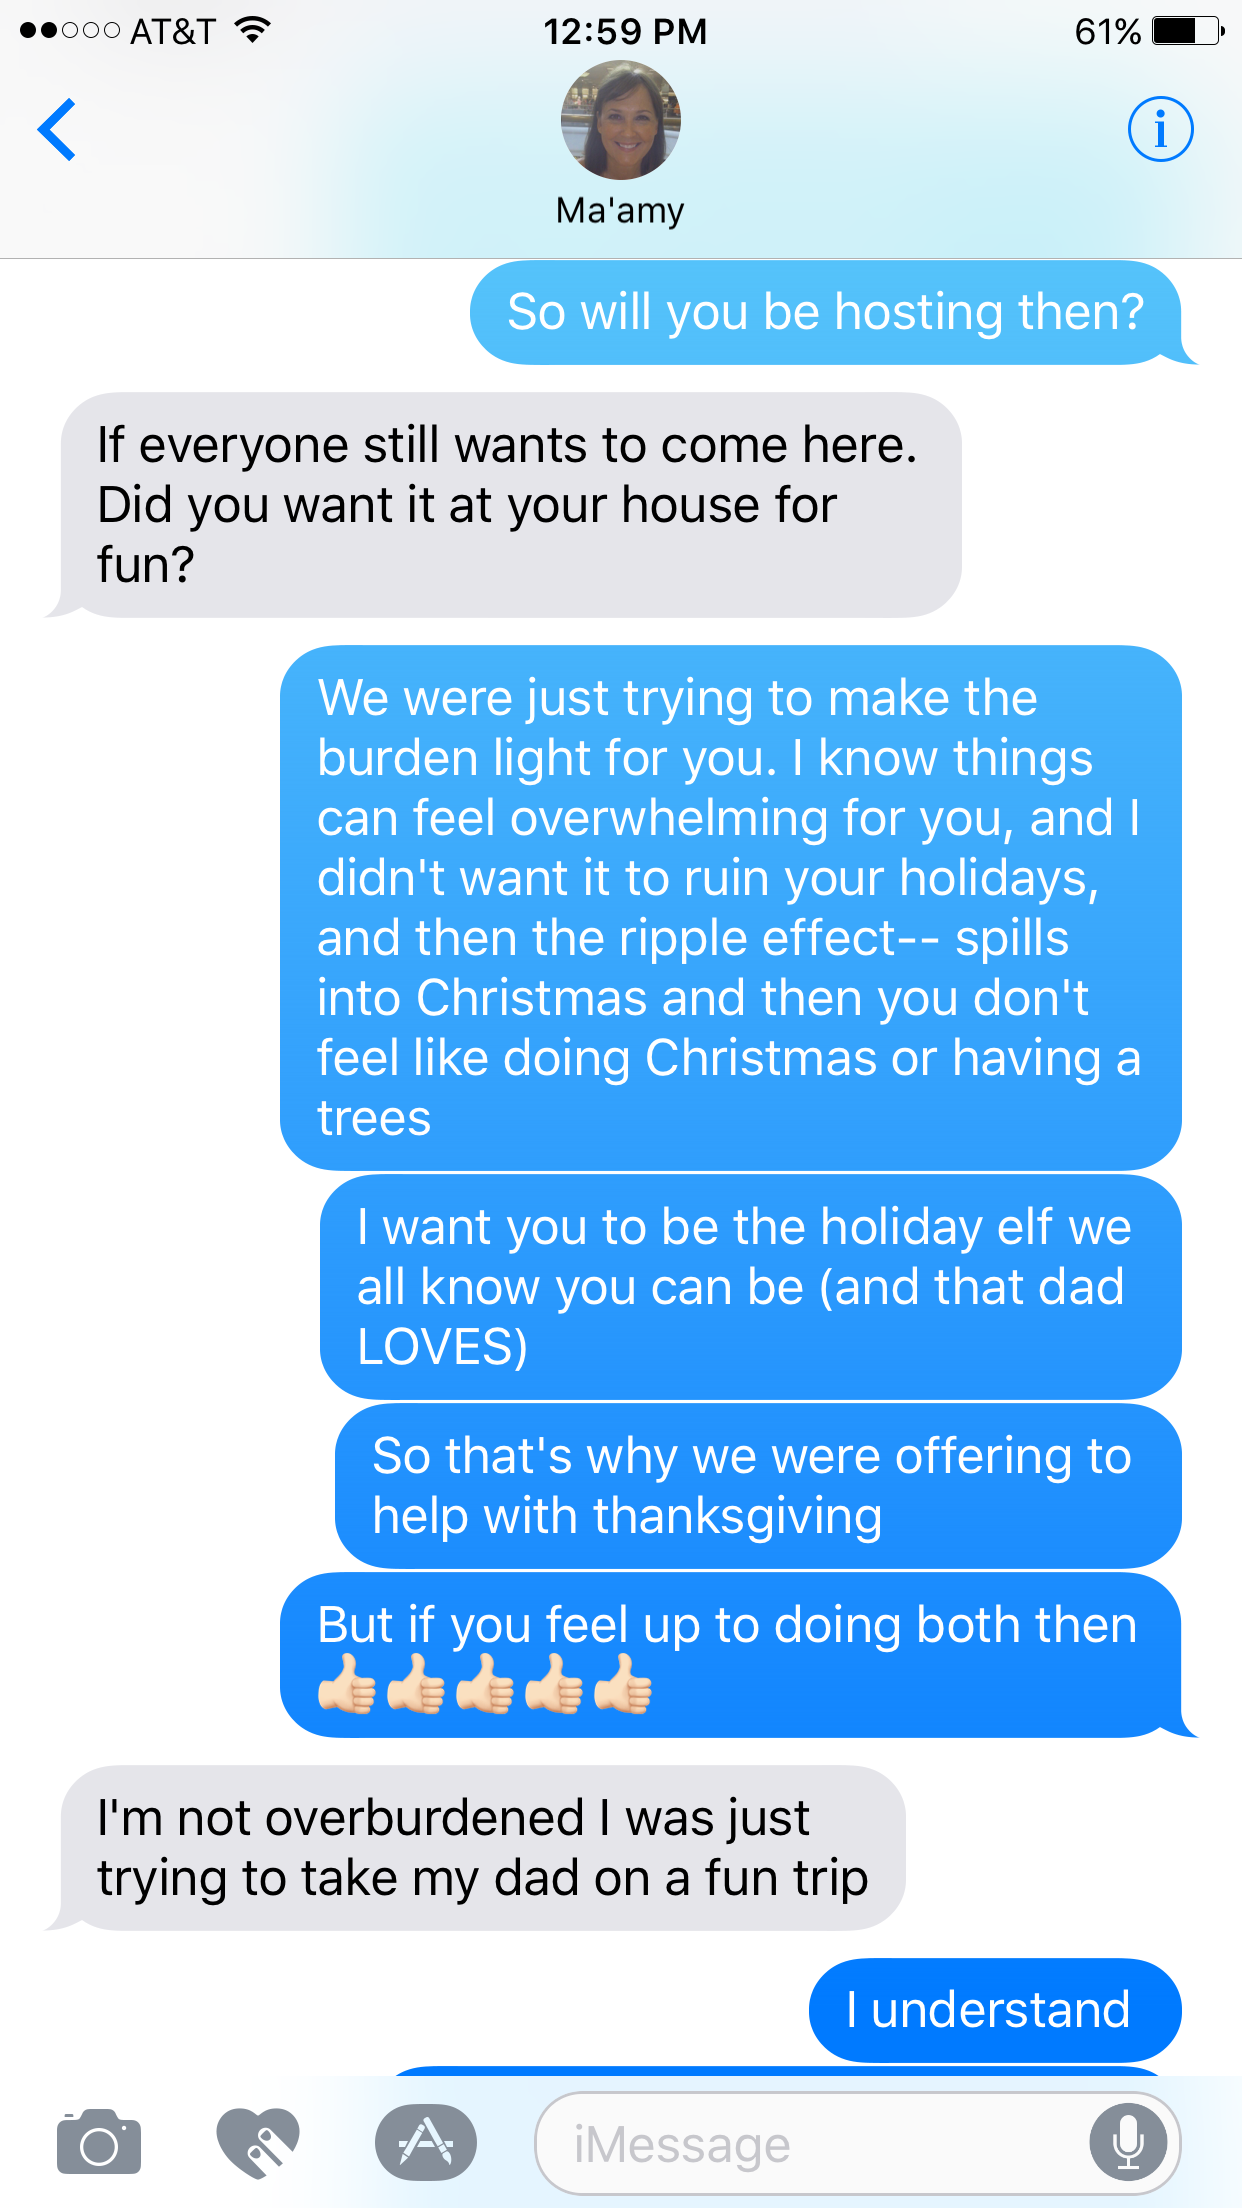 AT&T 12:59 PM 61%
Ma'amy
So will you be hosting then?
If everyone still wants to come here.
Did you want it at your house for
fun?
We were just trying to make the
burden light for you. I know things
can feel overwhelming for you, and I
didn't want it to ruin your holidays,
and then the ripple effect-- spills
into Christmas and then you don't
feel like doing Christmas or having a
trees
I want you to be the holiday elf we
all know you can be (and that dad
LOVES)
So that's why we were offering to
help with thanksgiving
But if you feel up to doing both then
👍🏻👍🏻👍🏻👍🏻👍🏻
I'm not overburdened I was just
trying to take my dad on a fun trip
I understand
iMessage